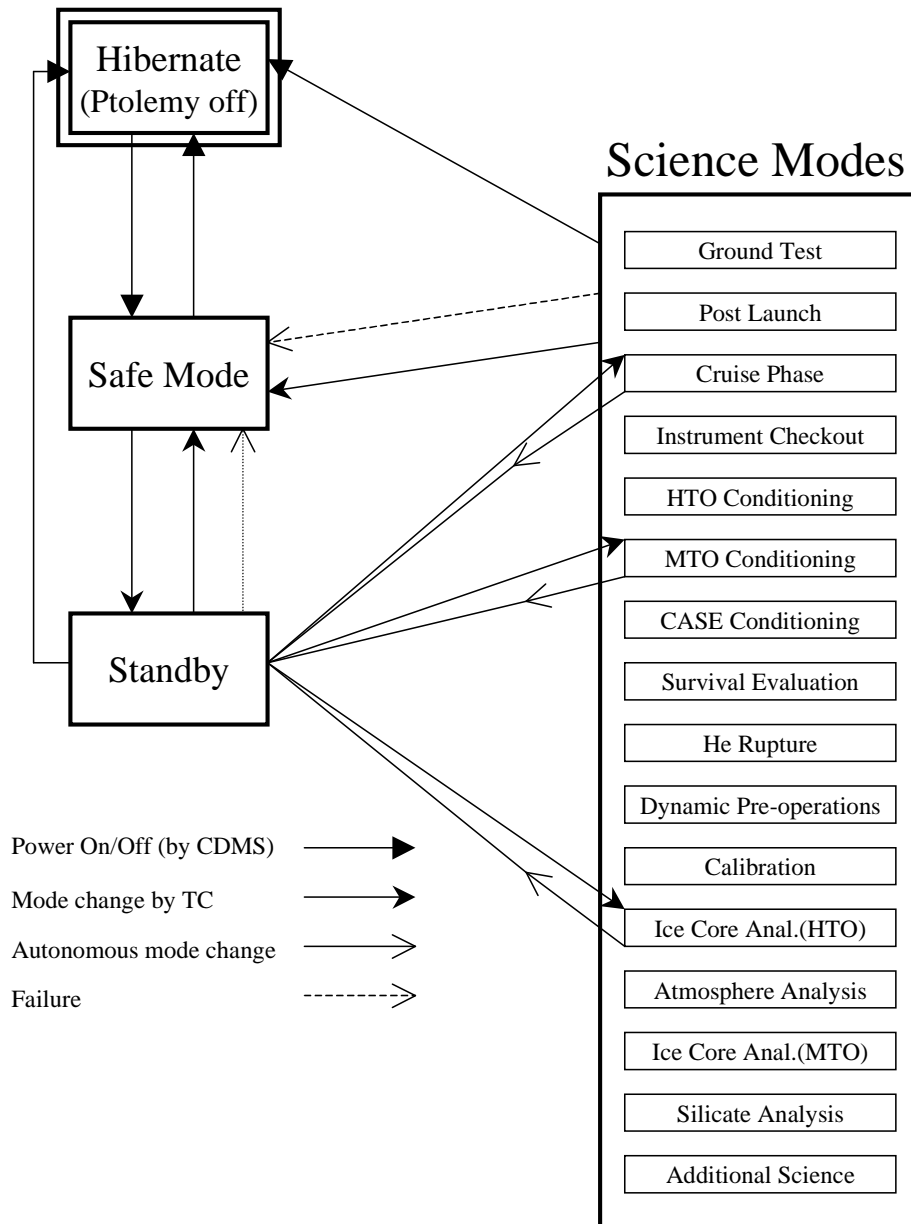 Hibernate
(Ptolemy off)
Safe Mode
Standby
Science Modes
Ground Test
Post Launch
Cruise Phase
Instrument Checkout
HTO Conditioning
MTO Conditioning
CASE Conditioning
Survival Evaluation
He Rupture
Dynamic Pre-operations
Calibration
Ice Core Anal.(HTO)
Atmosphere Analysis
Ice Core Anal.(MTO)
Silicate Analysis
Additional Science
Power On/Off (by CDMS)
Mode change by TC
Autonomous mode change
Failure